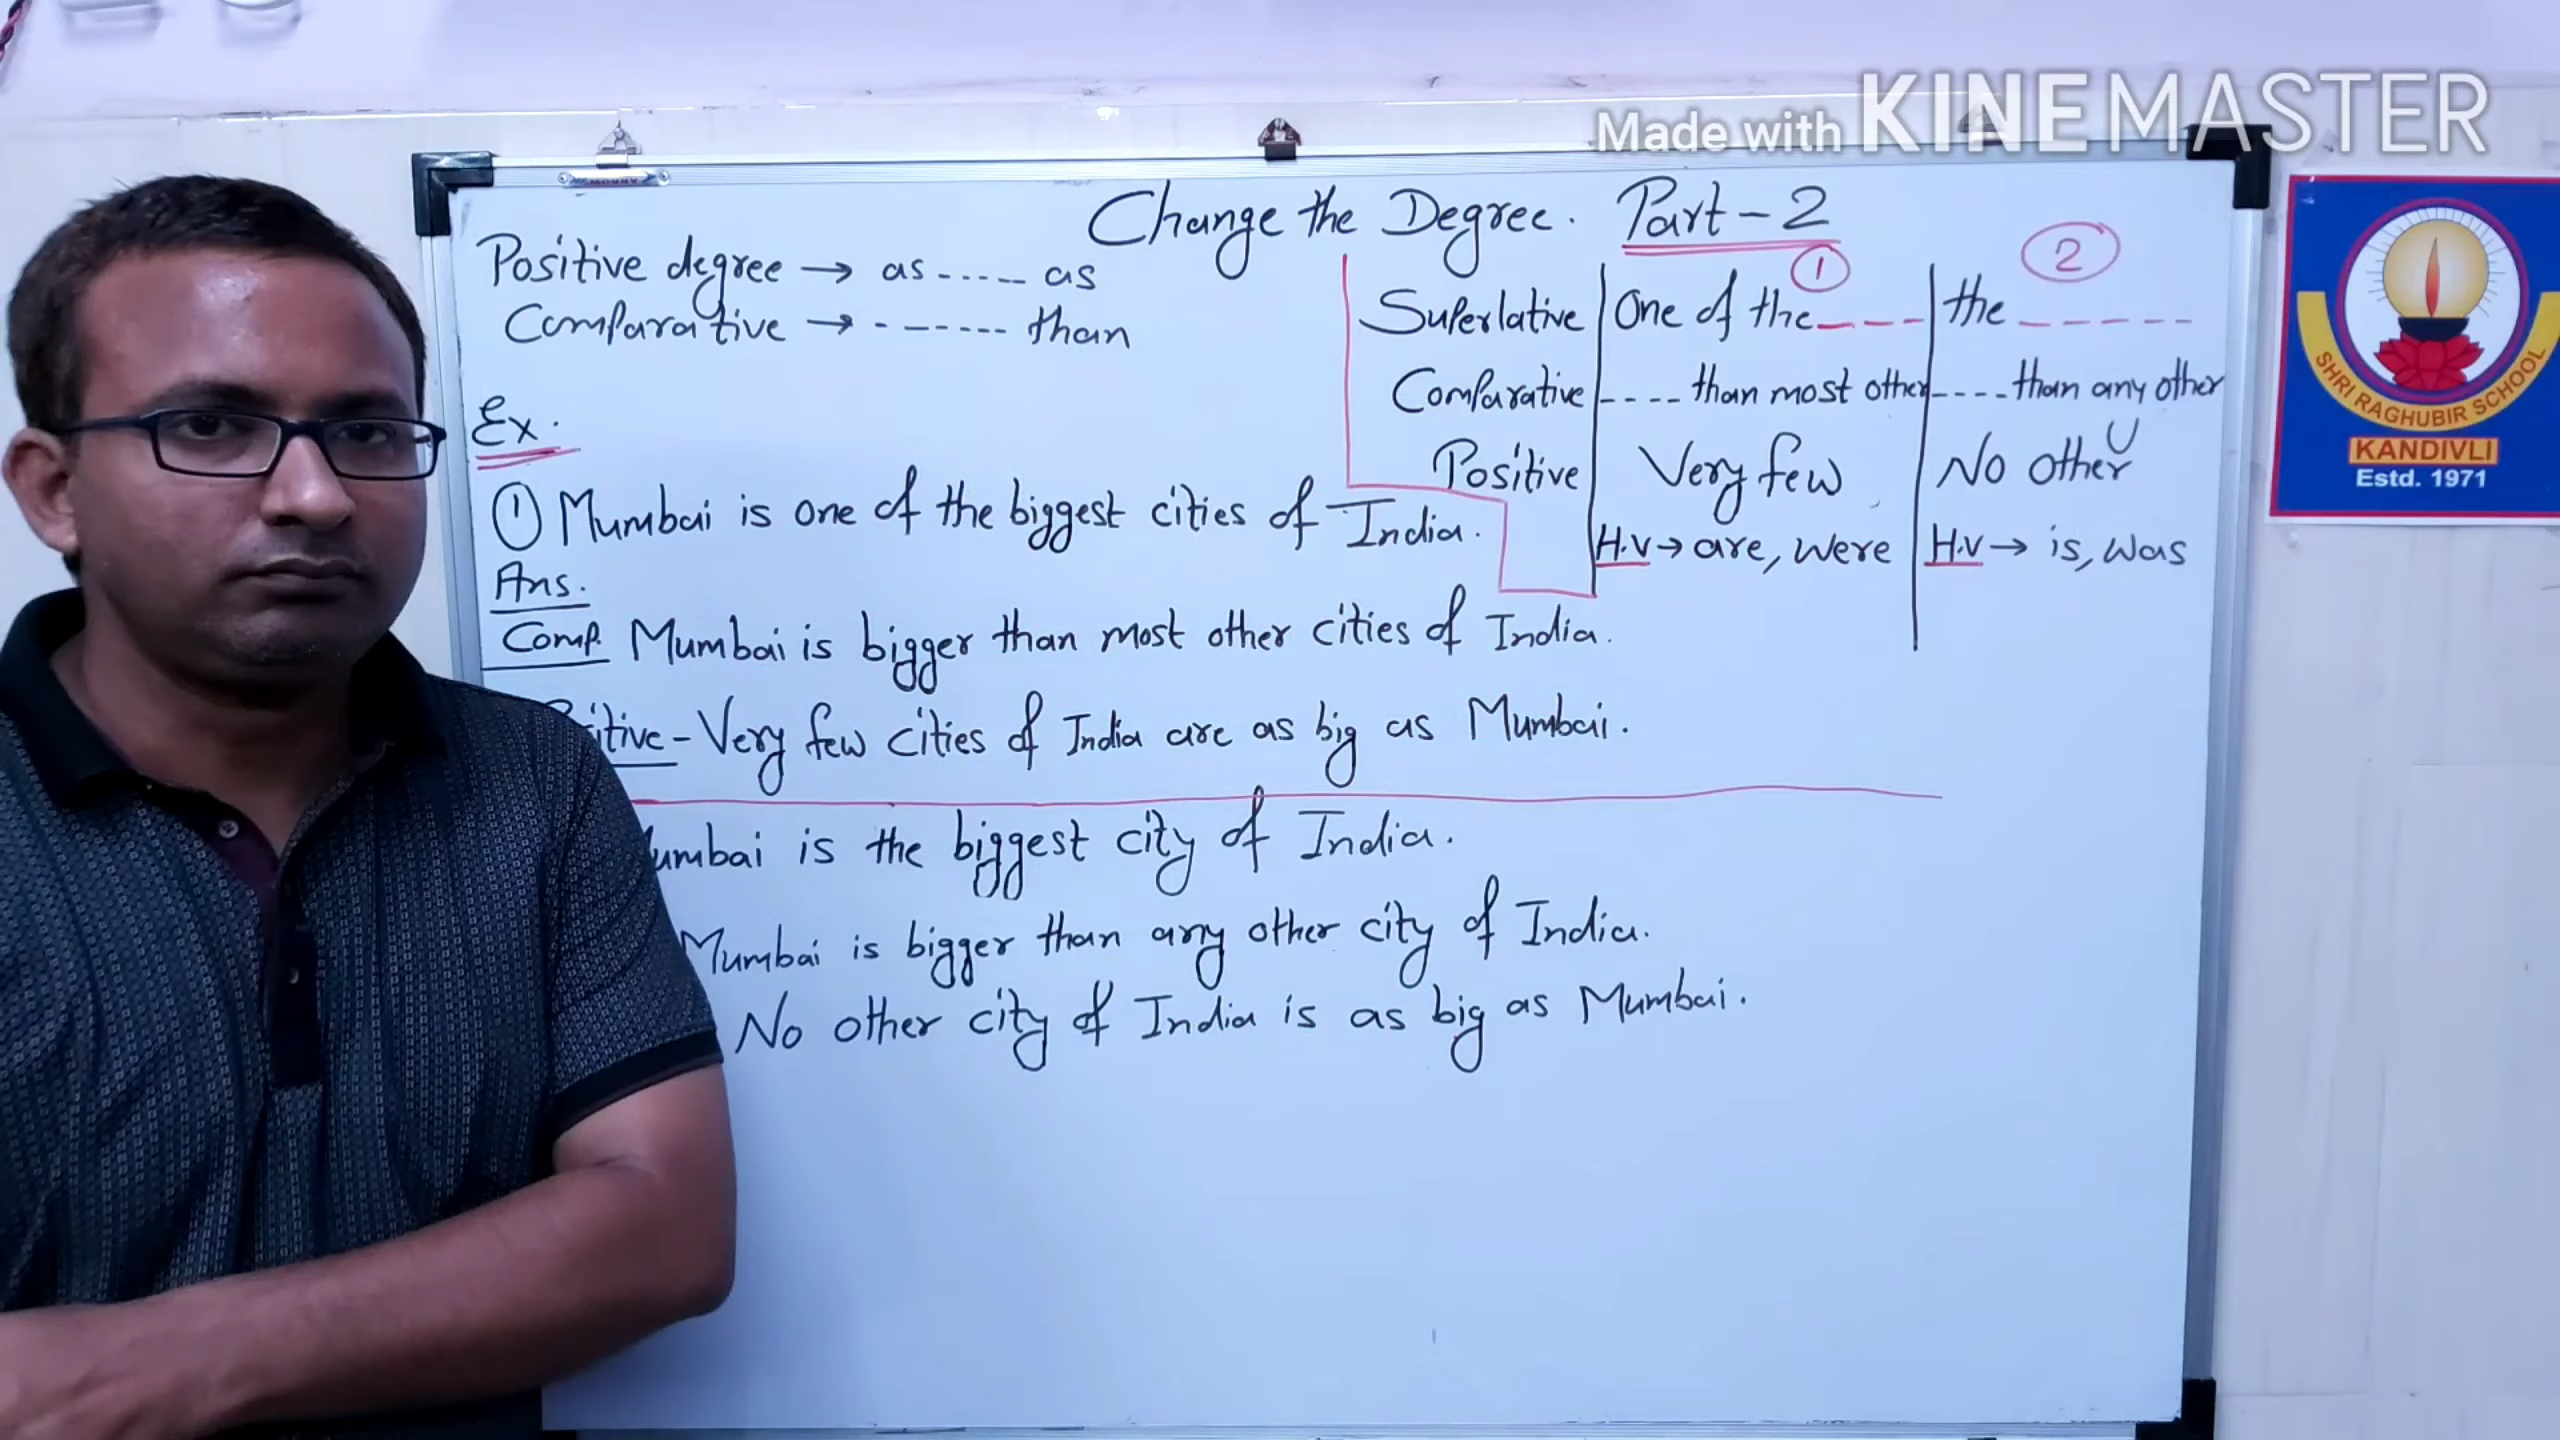 Made with KINEMASTER
Change the Degree. Part-2
Positive degree → as ----- as
Comparative → ------- than
① ②
Superlative One of the ---- the ------
Comparative ---- than most other ---- than any other
Positive Very few No other
H.V → are, were H.V → is, was
Ex.
① Mumbai is one of the biggest cities of India.
Ans.
Comp. Mumbai is bigger than most other cities of India.
itive - Very few cities of India are as big as Mumbai.
umbai is the biggest city of India.
Mumbai is bigger than any other city of India.
No other city of India is as big as Mumbai.
SHRI RAGHUBIR SCHOOL
KANDIVLI
Estd. 1971